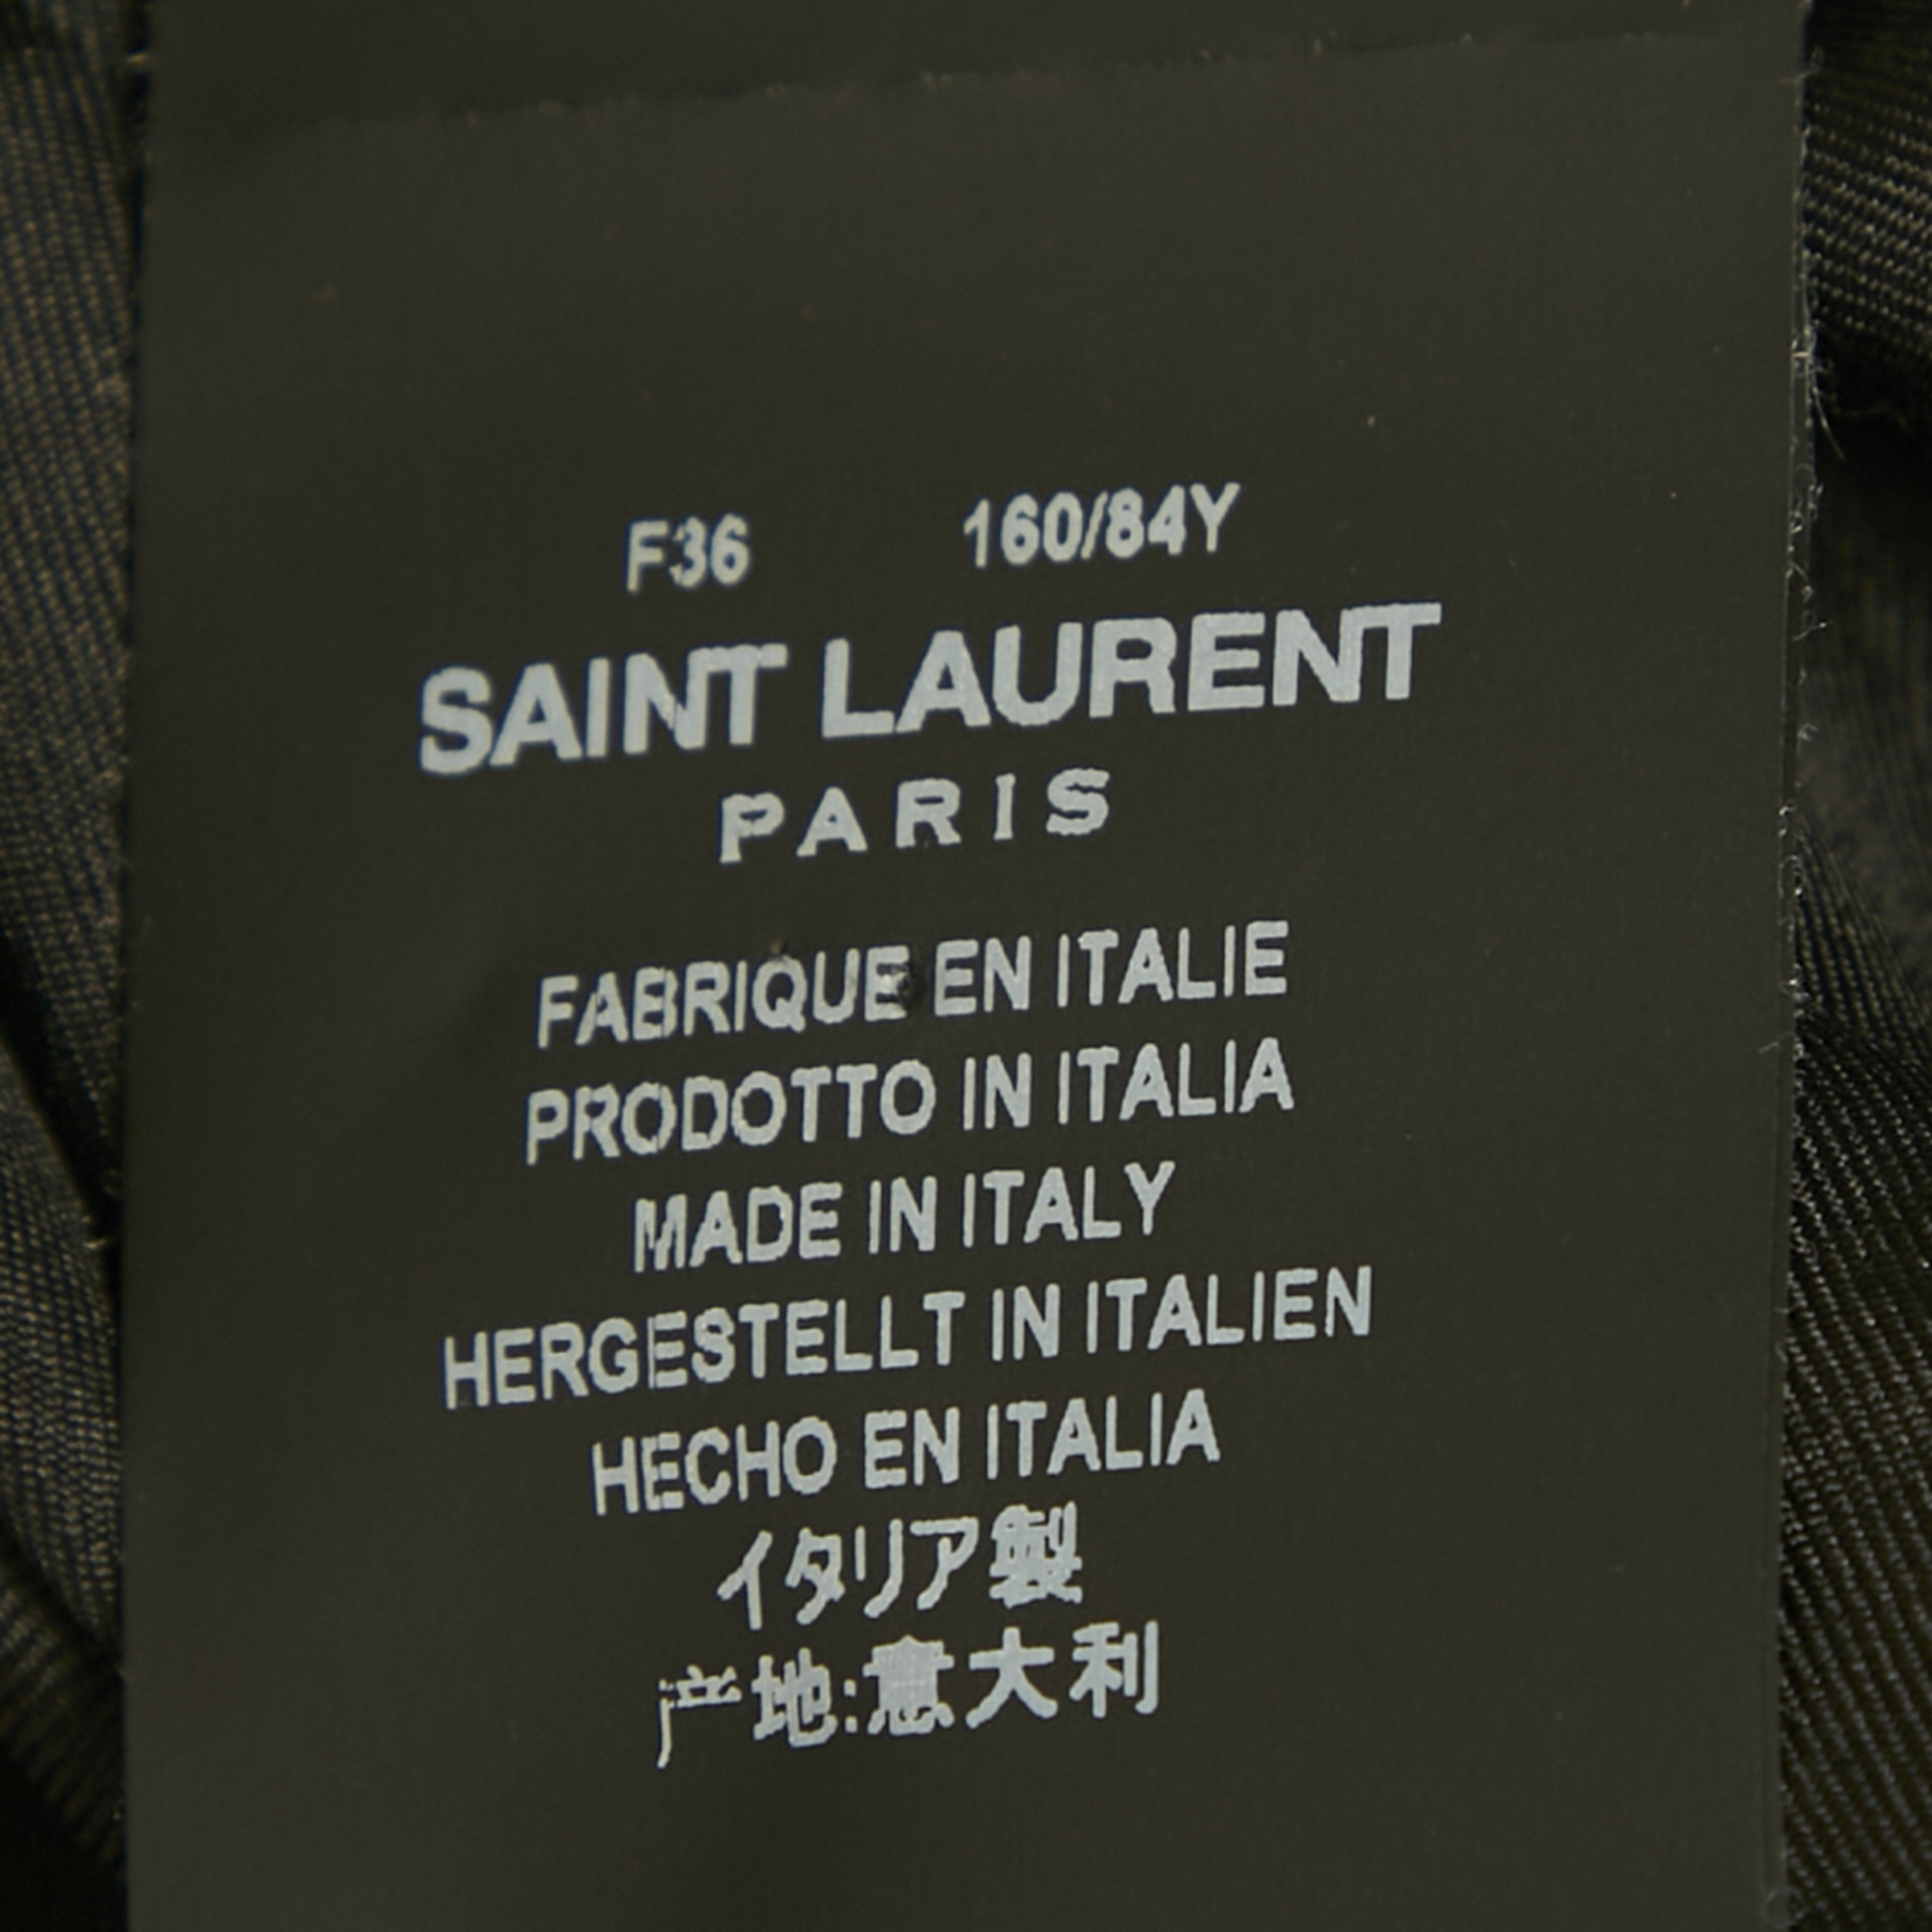 F36 160/84Y
SAINT LAURENT
PARIS
FABRIQUE EN ITALIE
PRODOTTO IN ITALIA
MADE IN ITALY
HERGESTELLT IN ITALIEN
HECHO EN ITALIA
イタリア製
产地:意大利